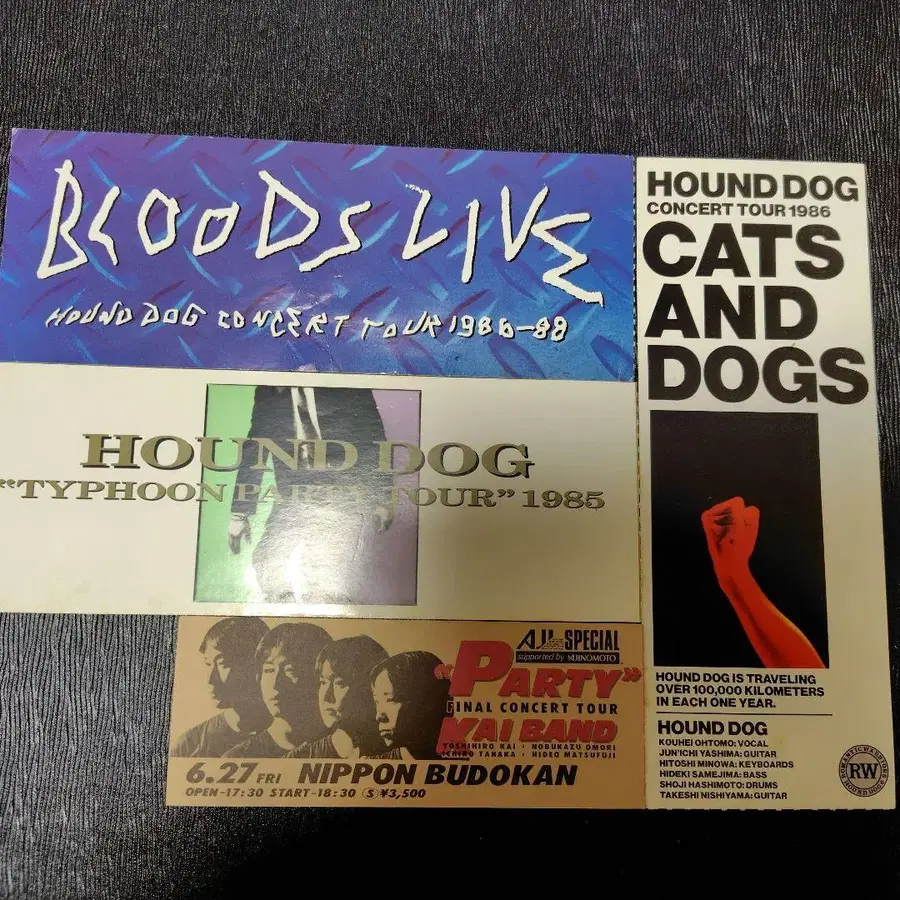 BLOODS LIVE
HOUND DOG CONCERT TOUR 1986-88
HOUND DOG
"TYPHOON PARTY TOUR" 1985
AJI SPECIAL
supported by AJINOMOTO
"PARTY"
FINAL CONCERT TOUR
KAI BAND
YOSHIHIRO KAI · NOBUKAZU OMORI
ICHIRO TANAKA · HIDEO MATSUFUJI
6.27 FRI NIPPON BUDOKAN
OPEN-17:30 START-18:30 Ⓢ ¥3,500
HOUND DOG
CONCERT TOUR 1986
CATS
AND
DOGS
HOUND DOG IS TRAVELING
OVER 100,000 KILOMETERS
IN EACH ONE YEAR.
HOUND DOG
KOUHEI OHTOMO: VOCAL
JUN'ICHI YASHIMA: GUITAR
HITOSHI MINOWA: KEYBOARDS
HIDEKI SAMEJIMA: BASS
SHOJI HASHIMOTO: DRUMS
TAKESHI NISHIYAMA: GUITAR
RW